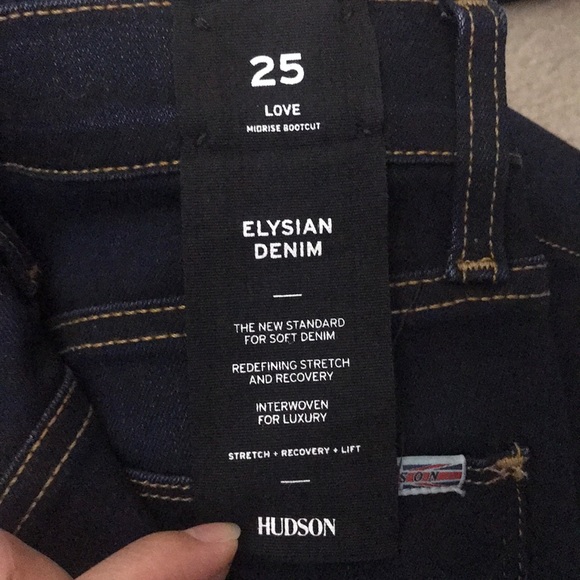 25
LOVE
MIDRISE BOOTCUT
ELYSIAN
DENIM
THE NEW STANDARD
FOR SOFT DENIM
REDEFINING STRETCH
AND RECOVERY
INTERWOVEN
FOR LUXURY
STRETCH + RECOVERY + LIFT
SON
HUDSON